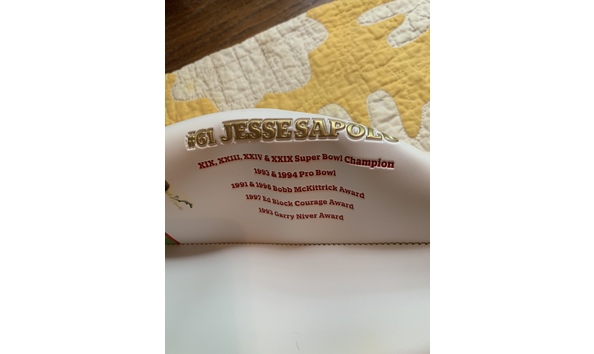 #61 JESSE SAPOLU
XIX, XXIII, XXIV & XXIX Super Bowl Champion
1993 & 1994 Pro Bowl
1991 & 1996 Bobb McKittrick Award
1997 Ed Block Courage Award
1993 Garry Niver Award